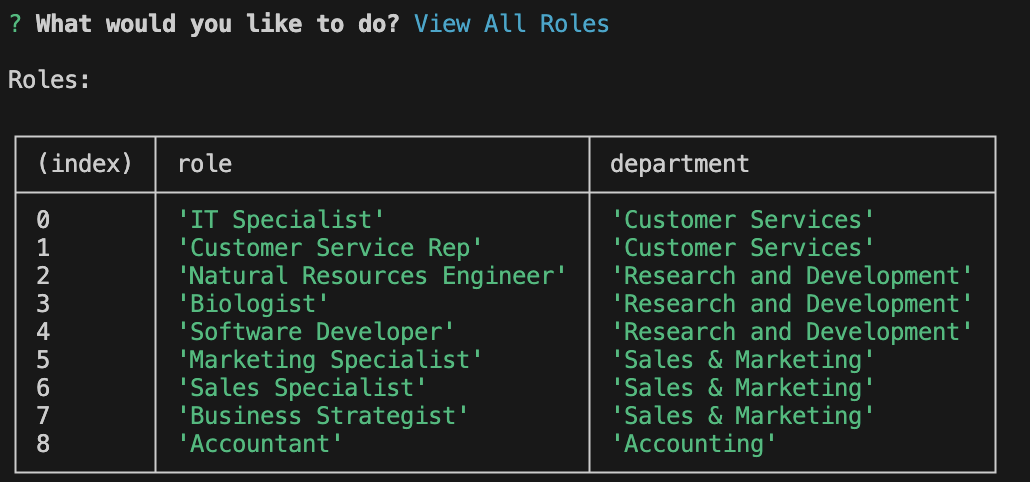 ? What would you like to do? View All Roles
Roles:
(index) role department
0 'IT Specialist' 'Customer Services'
1 'Customer Service Rep' 'Customer Services'
2 'Natural Resources Engineer' 'Research and Development'
3 'Biologist' 'Research and Development'
4 'Software Developer' 'Research and Development'
5 'Marketing Specialist' 'Sales & Marketing'
6 'Sales Specialist' 'Sales & Marketing'
7 'Business Strategist' 'Sales & Marketing'
8 'Accountant' 'Accounting'